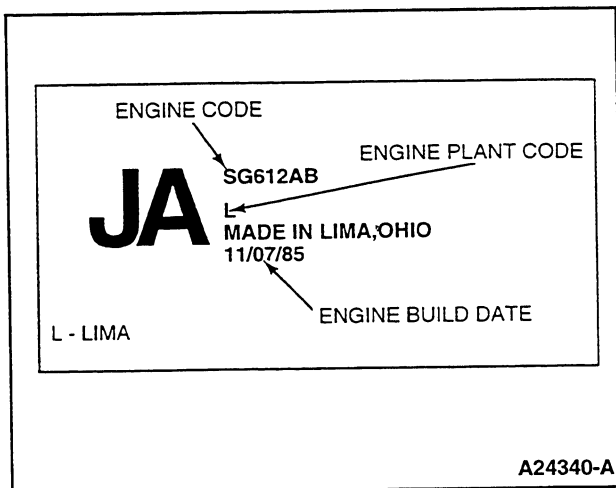 ENGINE CODE
SG612AB
ENGINE PLANT CODE
JA
L
MADE IN LIMA, OHIO
11/07/85
ENGINE BUILD DATE
L - LIMA
A24340-A